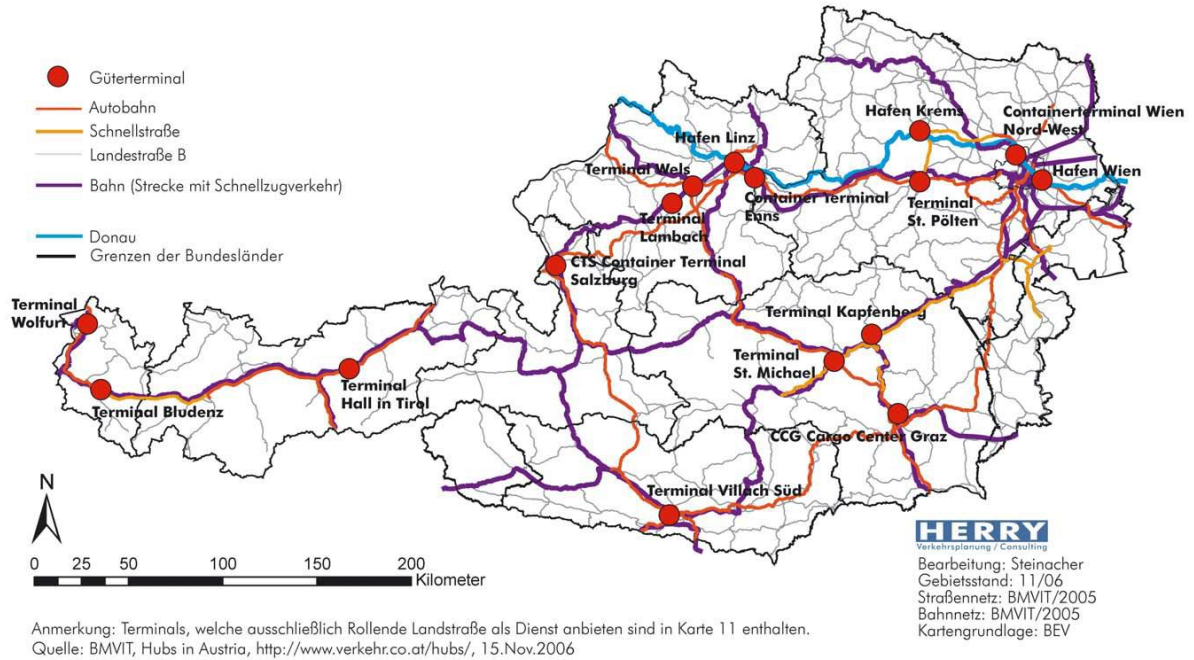 Güterterminal
Autobahn
Schnellstraße
Landestraße B
Bahn (Strecke mit Schnellzugverkehr)
Donau
Grenzen der Bundesländer
Hafen Krems
Containerterminal Wien
Nord-West
Hafen Linz
Hafen Wien
Terminal Wels
Container Terminal
Enns
Terminal
St. Pölten
Terminal
Lambach
CTS Container Terminal
Salzburg
Terminal
Wolfurt
Terminal Kapfenberg
Terminal
St. Michael
Terminal
Hall in Tirol
Terminal Bludenz
CCG Cargo Center Graz
Terminal Villach Süd
N
0 50 100 150 200
Kilometer
HERRY
Verkehrsplanung / Consulting
Bearbeitung: Steinacher
Gebietsstand: 11/06
Straßennetz: BMVIT/2005
Bahnnetz: BMVIT/2005
Kartengrundlage: BEV
Anmerkung: Terminals, welche ausschließlich Rollende Landstraße als Dienst anbieten sind in Karte 11 enthalten.
Quelle: BMVIT, Hubs in Austria, http://www.verkehr.co.at/hubs/, 15.Nov.2006